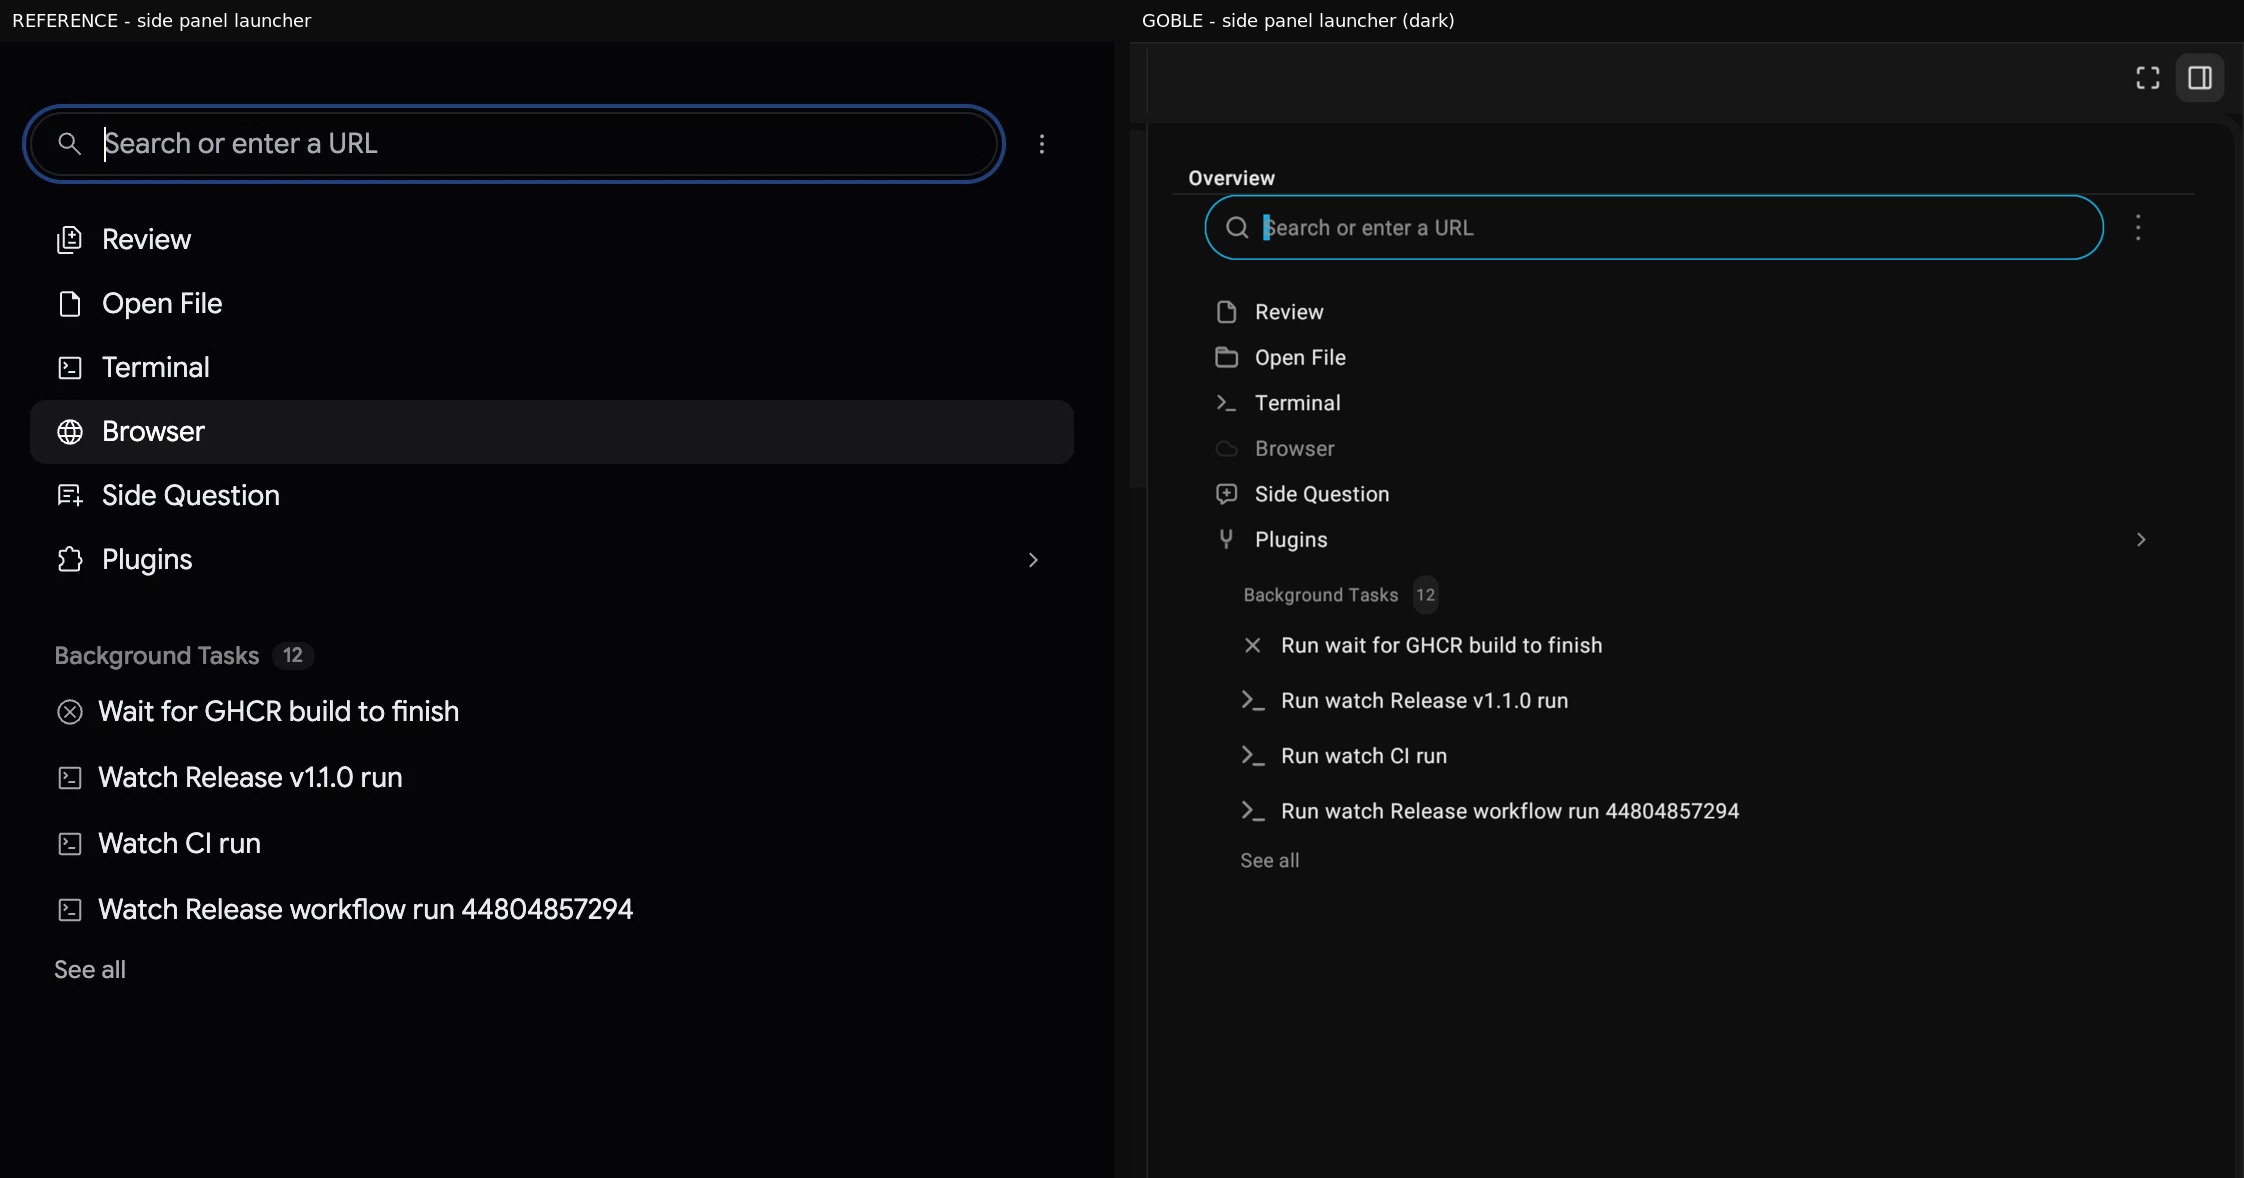 REFERENCE - side panel launcher
Search or enter a URL
Review
Open File
Terminal
Browser
Side Question
Plugins
Background Tasks 12
Wait for GHCR build to finish
Watch Release v1.1.0 run
Watch CI run
Watch Release workflow run 44804857294
See all
GOBLE - side panel launcher (dark)
Overview
Search or enter a URL
Review
Open File
Terminal
Browser
Side Question
Plugins
Background Tasks 12
Run wait for GHCR build to finish
Run watch Release v1.1.0 run
Run watch CI run
Run watch Release workflow run 44804857294
See all